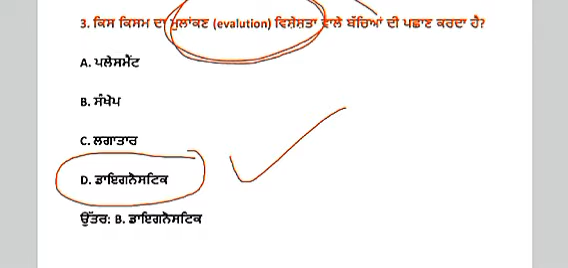 3. ਕਿਸ ਕਿਸਮ ਦਾ ਮੁਲਾਂਕਣ (evalution) ਵਿਸ਼ੇਸ਼ਤਾ ਵਾਲੇ ਬੱਚਿਆਂ ਦੀ ਪਛਾਣ ਕਰਦਾ ਹੈ?
A. ਪਲੇਸਮੈਂਟ
B. ਸੰਖੇਪ
C. ਲਗਾਤਾਰ
D. ਡਾਇਗਨੋਸਟਿਕ
ਉੱਤਰ: B. ਡਾਇਗਨੋਸਟਿਕ